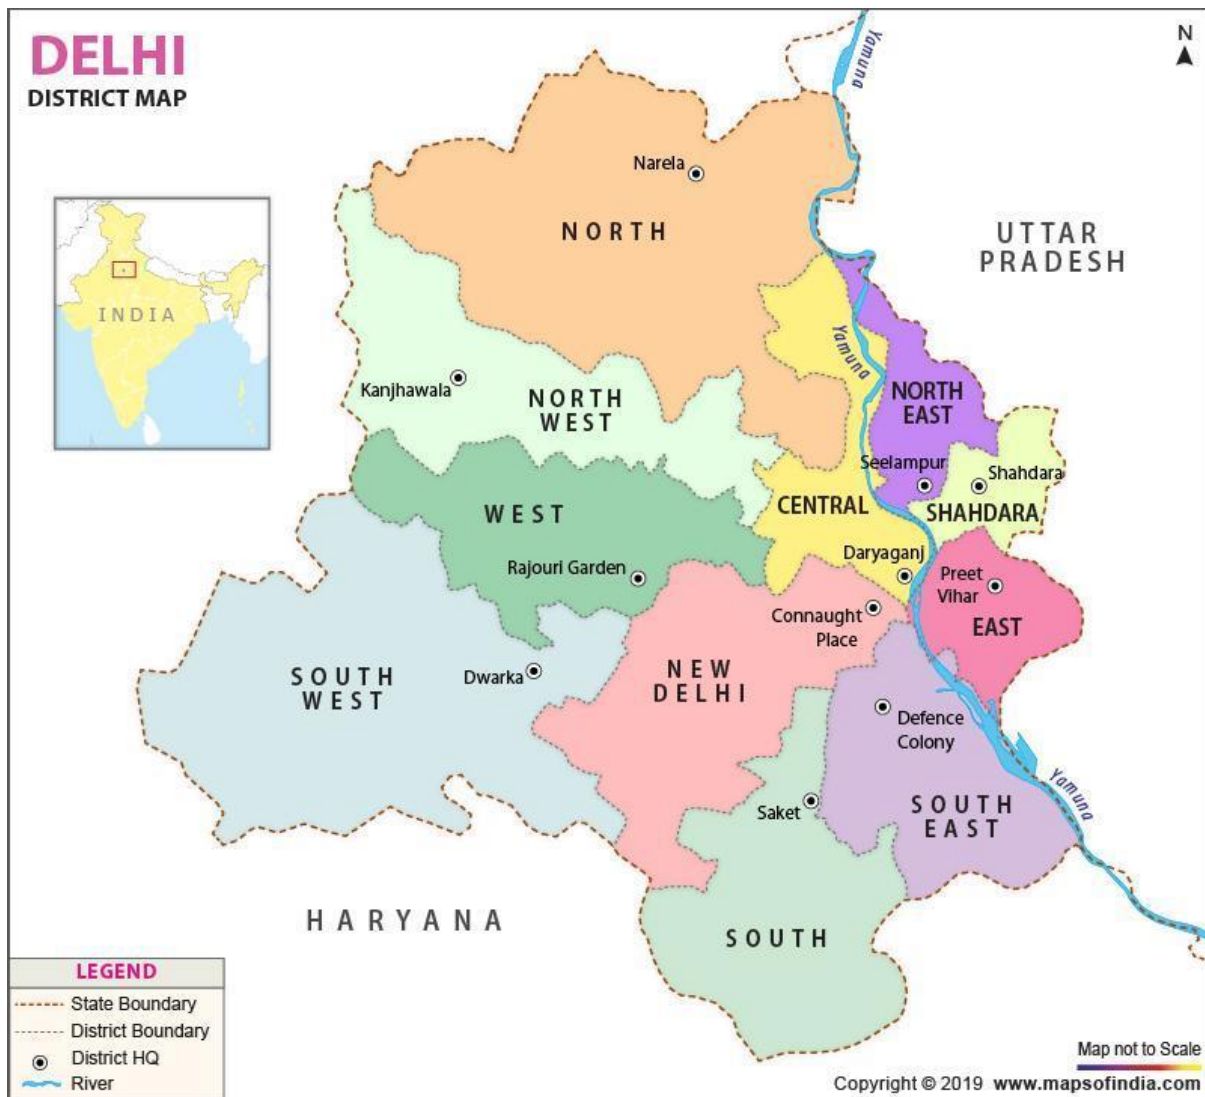 DELHI
DISTRICT MAP
N
Yamuna
INDIA
Narela
NORTH
UTTAR
PRADESH
Kanjhawala
NORTH
WEST
Yamuna
NORTH
EAST
Seelampur
Shahdara
SHAHDARA
WEST
CENTRAL
Rajouri Garden
Daryaganj
Preet
Vihar
EAST
Connaught
Place
SOUTH
WEST
Dwarka
NEW
DELHI
Defence
Colony
Saket
SOUTH
EAST
Yamuna
HARYANA
SOUTH
LEGEND
State Boundary
District Boundary
District HQ
River
Map not to Scale
Copyright © 2019 www.mapsofindia.com